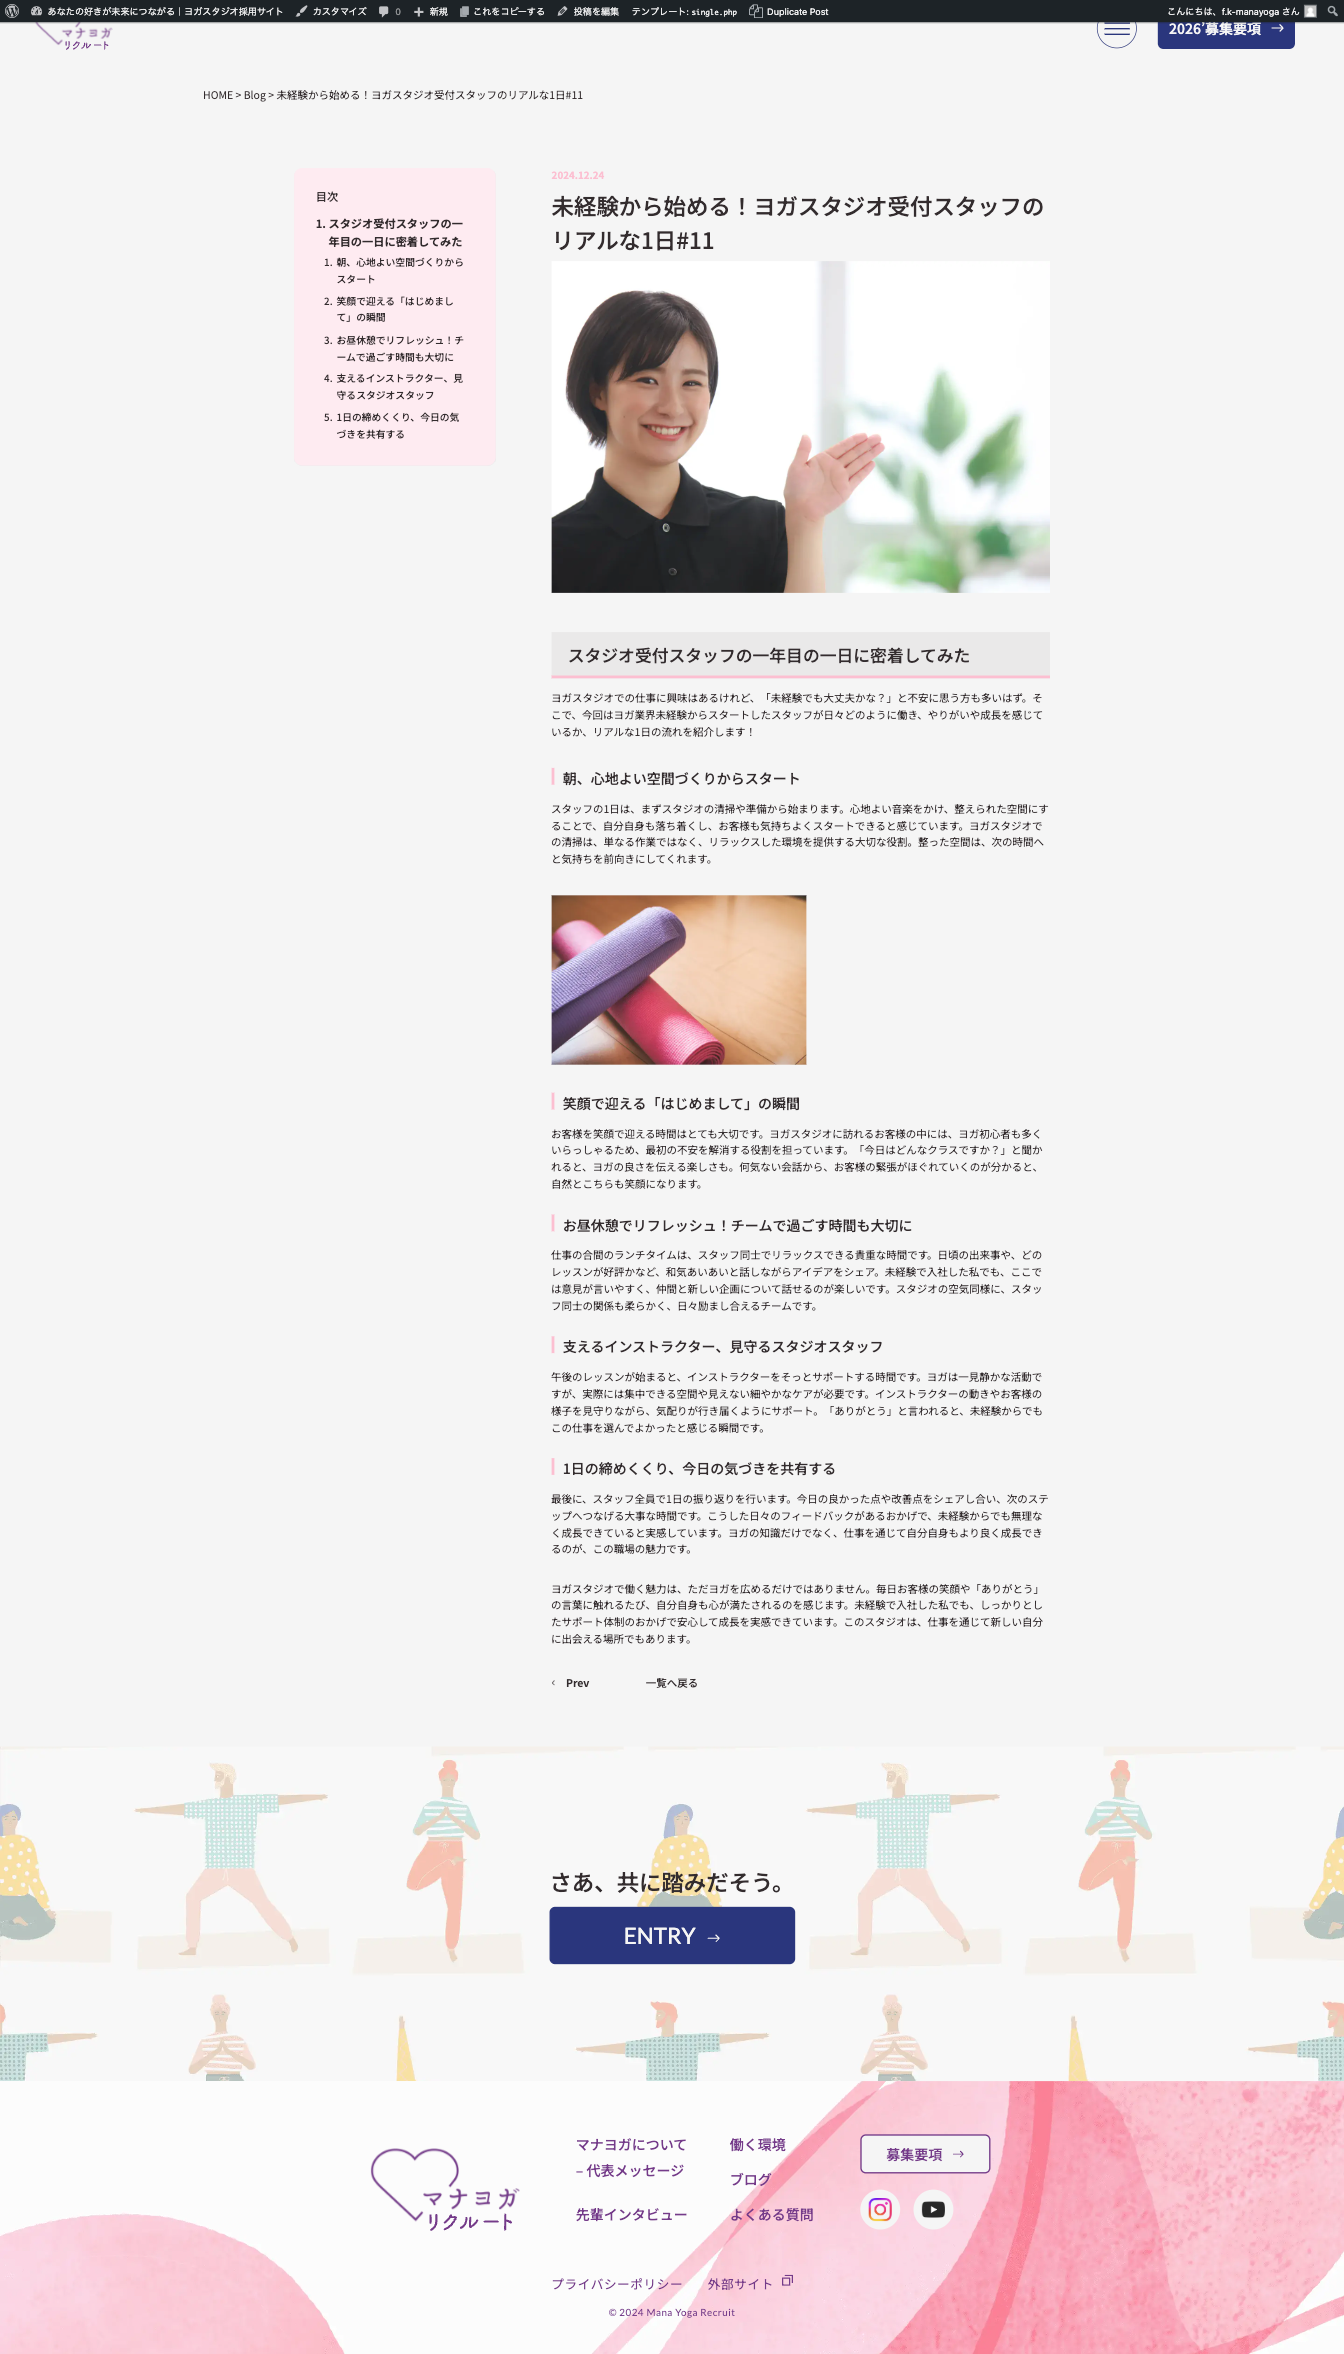 あなたの好きが未来につながる｜ヨガスタジオ採用サイト カスタマイズ 0 新規 これをコピーする 投稿を編集 テンプレート: single.php Duplicate Post こんにちは、f.k-manayoga さん
マナヨガ
リクルート
2026'募集要項 →
HOME > Blog > 未経験から始める！ヨガスタジオ受付スタッフのリアルな1日#11
目次
1. スタジオ受付スタッフの一
年目の一日に密着してみた
1. 朝、心地よい空間づくりから
スタート
2. 笑顔で迎える「はじめまし
て」の瞬間
3. お昼休憩でリフレッシュ！チ
ームで過ごす時間も大切に
4. 支えるインストラクター、見
守るスタジオスタッフ
5. 1日の締めくくり、今日の気
づきを共有する
2024.12.24
未経験から始める！ヨガスタジオ受付スタッフの
リアルな1日#11
スタジオ受付スタッフの一年目の一日に密着してみた
ヨガスタジオでの仕事に興味はあるけれど、「未経験でも大丈夫かな？」と不安に思う方も多いはず。そ
こで、今回はヨガ業界未経験からスタートしたスタッフが日々どのように働き、やりがいや成長を感じて
いるか、リアルな1日の流れを紹介します！
朝、心地よい空間づくりからスタート
スタッフの1日は、まずスタジオの清掃や準備から始まります。心地よい音楽をかけ、整えられた空間にす
ることで、自分自身も落ち着くし、お客様も気持ちよくスタートできると感じています。ヨガスタジオで
の清掃は、単なる作業ではなく、リラックスした環境を提供する大切な役割。整った空間は、次の時間へ
と気持ちを前向きにしてくれます。
笑顔で迎える「はじめまして」の瞬間
お客様を笑顔で迎える時間はとても大切です。ヨガスタジオに訪れるお客様の中には、ヨガ初心者も多く
いらっしゃるため、最初の不安を解消する役割を担っています。「今日はどんなクラスですか？」と聞か
れると、ヨガの良さを伝える楽しさも。何気ない会話から、お客様の緊張がほぐれていくのが分かると、
自然とこちらも笑顔になります。
お昼休憩でリフレッシュ！チームで過ごす時間も大切に
仕事の合間のランチタイムは、スタッフ同士でリラックスできる貴重な時間です。日頃の出来事や、どの
レッスンが好評かなど、和気あいあいと話しながらアイデアをシェア。未経験で入社した私でも、ここで
は意見が言いやすく、仲間と新しい企画について話せるのが楽しいです。スタジオの空気同様に、スタッ
フ同士の関係も柔らかく、日々励まし合えるチームです。
支えるインストラクター、見守るスタジオスタッフ
午後のレッスンが始まると、インストラクターをそっとサポートする時間です。ヨガは一見静かな活動で
すが、実際には集中できる空間や見えない細やかなケアが必要です。インストラクターの動きやお客様の
様子を見守りながら、気配りが行き届くようにサポート。「ありがとう」と言われると、未経験からでも
この仕事を選んでよかったと感じる瞬間です。
1日の締めくくり、今日の気づきを共有する
最後に、スタッフ全員で1日の振り返りを行います。今日の良かった点や改善点をシェアし合い、次のステ
ップへつなげる大事な時間です。こうした日々のフィードバックがあるおかげで、未経験からでも無理な
く成長できていると実感しています。ヨガの知識だけでなく、仕事を通じて自分自身もより良く成長でき
るのが、この職場の魅力です。
ヨガスタジオで働く魅力は、ただヨガを広めるだけではありません。毎日お客様の笑顔や「ありがとう」
の言葉に触れるたび、自分自身も心が満たされるのを感じます。未経験で入社した私でも、しっかりとし
たサポート体制のおかげで安心して成長を実感できています。このスタジオは、仕事を通じて新しい自分
に出会える場所でもあります。
‹ Prev 一覧へ戻る
さあ、共に踏みだそう。
ENTRY →
マナヨガ
リクルート
マナヨガについて
– 代表メッセージ
先輩インタビュー
働く環境
ブログ
よくある質問
募集要項 →
プライバシーポリシー 外部サイト
© 2024 Mana Yoga Recruit